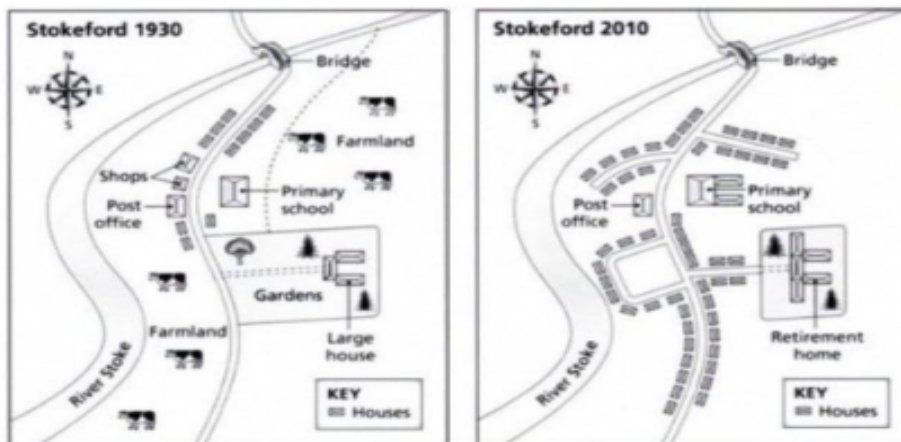 Stokeford 1930
Bridge
N
W E
S
Farmland
Shops
Post
office
Primary
school
Gardens
Farmland
Large
house
River Stoke
KEY
Houses
Stokeford 2010
Bridge
N
W E
S
Post
office
Primary
school
Retirement
home
River Stoke
KEY
Houses